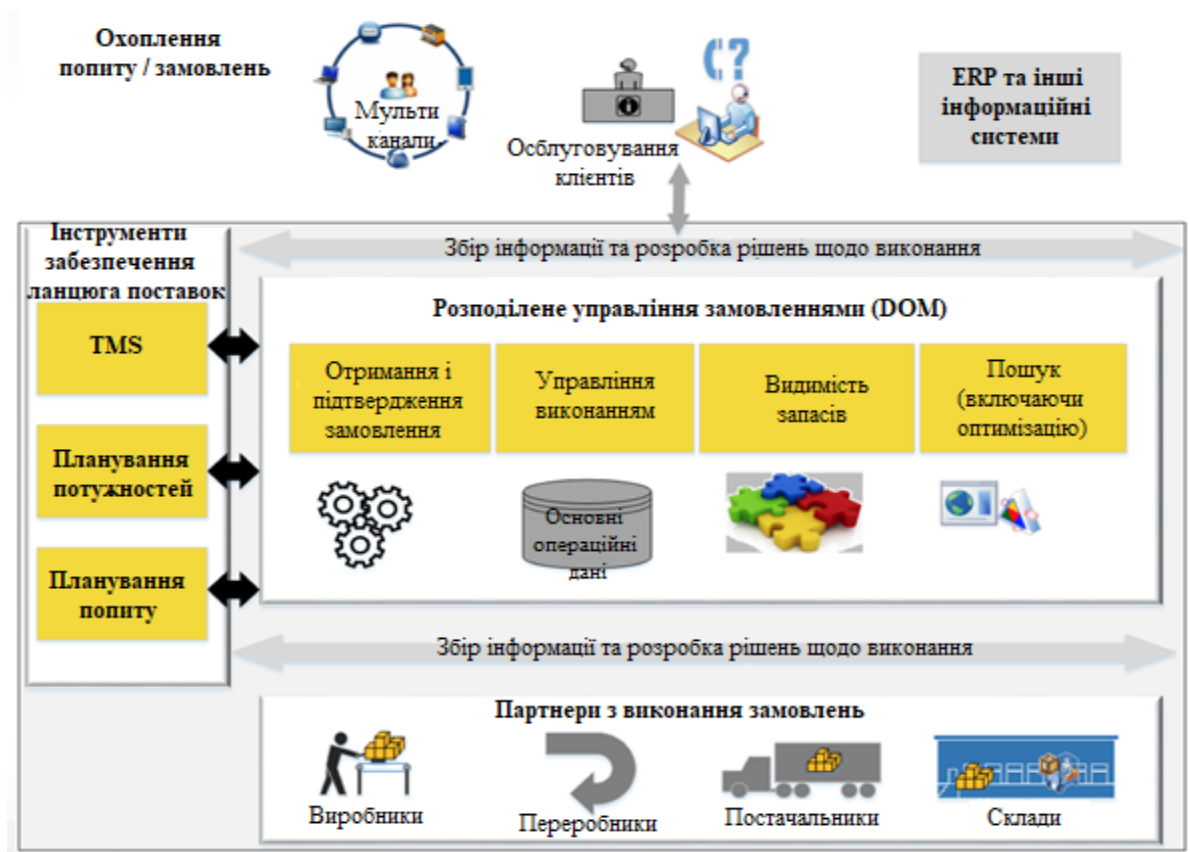 Охоплення
попиту / замовлень
Мульти
канали
Осблуговування
клієнтів
ERP та інші
інформаційні
системи
Інструменти
забезпечення
ланцюга поставок
TMS
Планування
потужностей
Планування
попиту
Збір інформації та розробка рішень щодо виконання
Розподілене управління замовленнями (DOM)
Отримання і
підтвердження
замовлення
Управління
виконанням
Видимість
запасів
Пошук
(включаючи
оптимізацію)
Основні
операційні
дані
Збір інформації та розробка рішень щодо виконання
Партнери з виконання замовлень
Виробники
Переробники
Постачальники
Склади